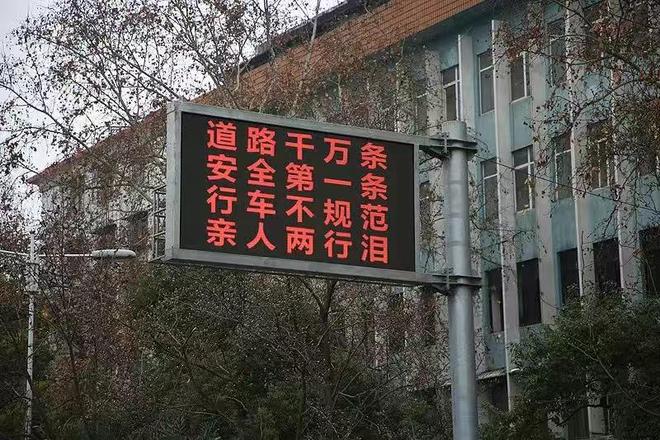 道路千万条
安全第一条
行车不规范
亲人两行泪